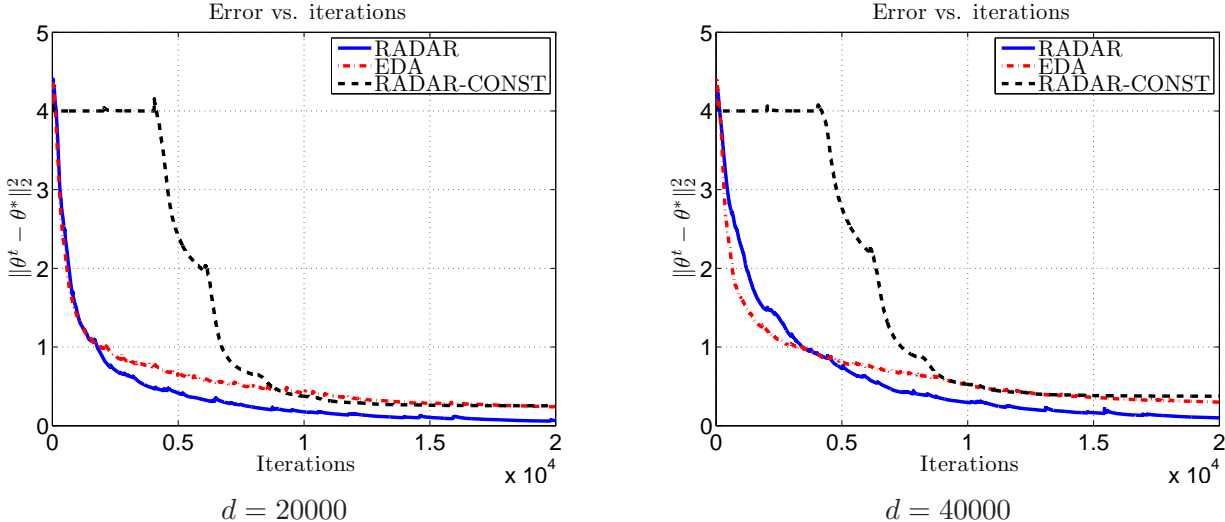 Error vs. iterations
5
4
3
2
1
0
‖θ^t − θ*‖₂²
RADAR
EDA
RADAR-CONST
0
0.5
1
1.5
2
x 10^4
Iterations
d = 20000
Error vs. iterations
5
4
3
2
1
0
‖θ^t − θ*‖₂²
RADAR
EDA
RADAR-CONST
0
0.5
1
1.5
2
x 10^4
Iterations
d = 40000